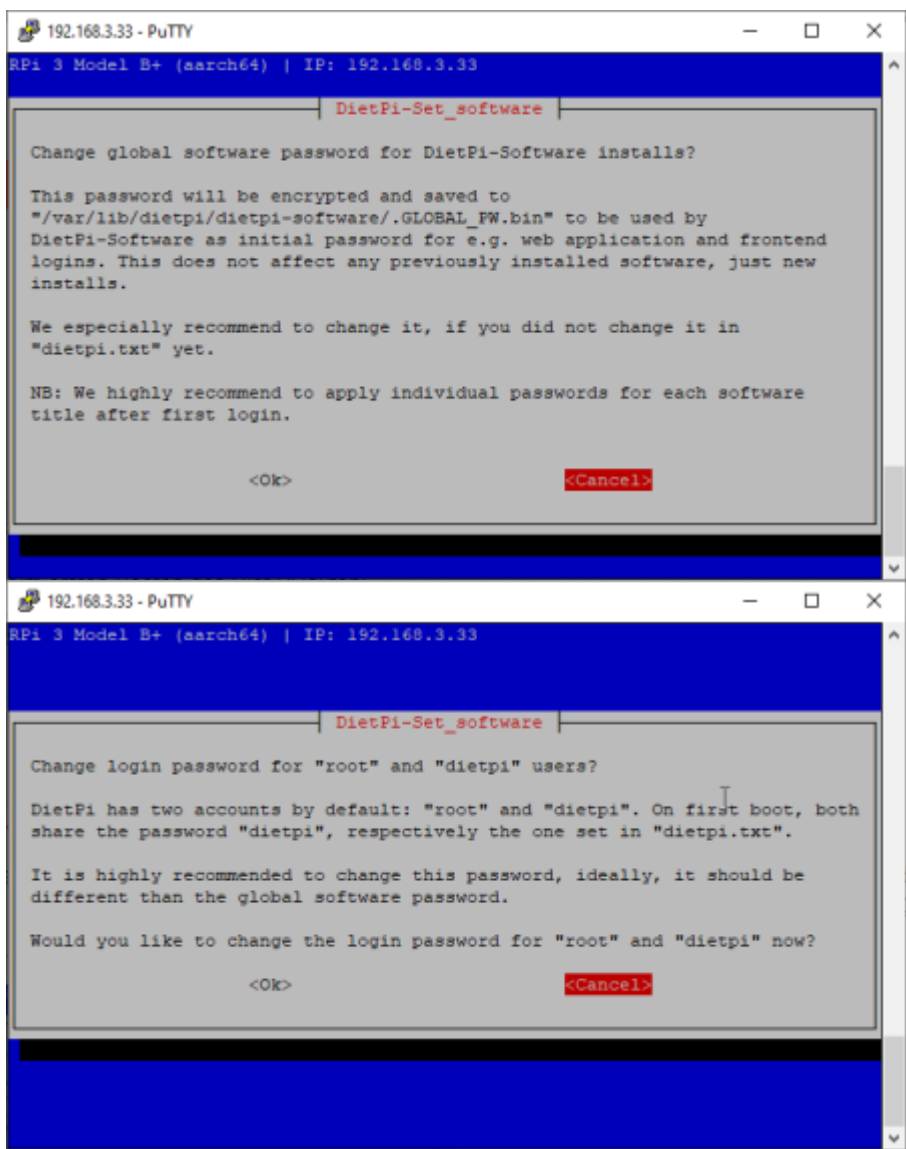 192.168.3.33 - PuTTY
RPi 3 Model B+ (aarch64) | IP: 192.168.3.33
DietPi-Set_software
Change global software password for DietPi-Software installs?
This password will be encrypted and saved to
"/var/lib/dietpi/dietpi-software/.GLOBAL_PW.bin" to be used by
DietPi-Software as initial password for e.g. web application and frontend
logins. This does not affect any previously installed software, just new
installs.
We especially recommend to change it, if you did not change it in
"dietpi.txt" yet.
NB: We highly recommend to apply individual passwords for each software
title after first login.
<Ok> <Cancel>
192.168.3.33 - PuTTY
RPi 3 Model B+ (aarch64) | IP: 192.168.3.33
DietPi-Set_software
Change login password for "root" and "dietpi" users?
DietPi has two accounts by default: "root" and "dietpi". On first boot, both
share the password "dietpi", respectively the one set in "dietpi.txt".
It is highly recommended to change this password, ideally, it should be
different than the global software password.
Would you like to change the login password for "root" and "dietpi" now?
<Ok> <Cancel>